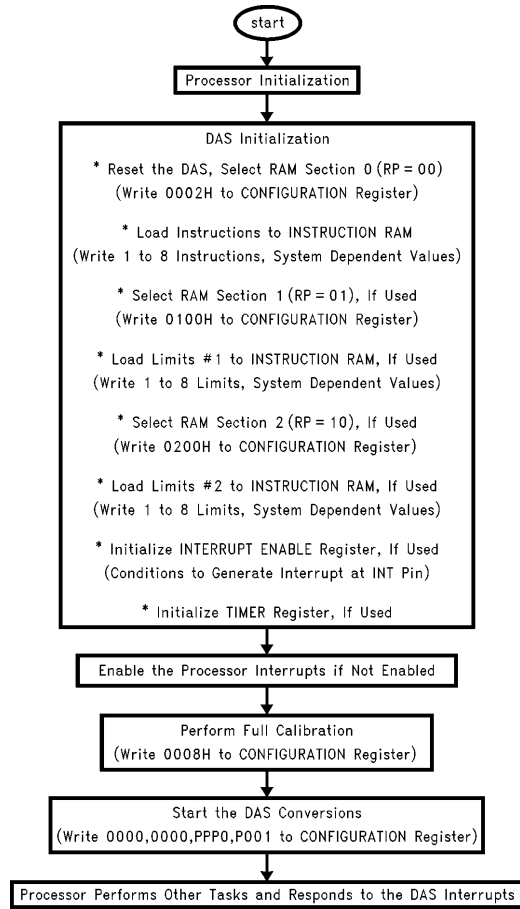 start
Processor Initialization
DAS Initialization
* Reset the DAS, Select RAM Section 0 (RP = 00)
(Write 0002H to CONFIGURATION Register)
* Load Instructions to INSTRUCTION RAM
(Write 1 to 8 Instructions, System Dependent Values)
* Select RAM Section 1 (RP = 01), If Used
(Write 0100H to CONFIGURATION Register)
* Load Limits #1 to INSTRUCTION RAM, If Used
(Write 1 to 8 Limits, System Dependent Values)
* Select RAM Section 2 (RP = 10), If Used
(Write 0200H to CONFIGURATION Register)
* Load Limits #2 to INSTRUCTION RAM, If Used
(Write 1 to 8 Limits, System Dependent Values)
* Initialize INTERRUPT ENABLE Register, If Used
(Conditions to Generate Interrupt at INT Pin)
* Initialize TIMER Register, If Used
Enable the Processor Interrupts if Not Enabled
Perform Full Calibration
(Write 0008H to CONFIGURATION Register)
Start the DAS Conversions
(Write 0000,0000,PPP0,P001 to CONFIGURATION Register)
Processor Performs Other Tasks and Responds to the DAS Interrupts